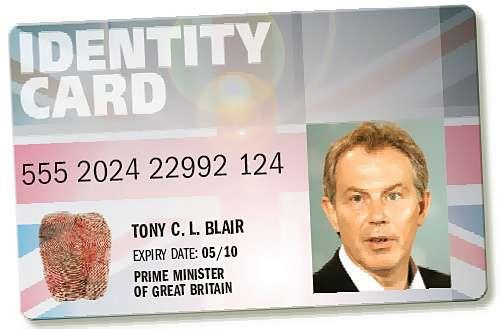 IDENTITY
CARD
555 2024 22992 124
TONY C. L. BLAIR
EXPIRY DATE: 05/10
PRIME MINISTER
OF GREAT BRITAIN